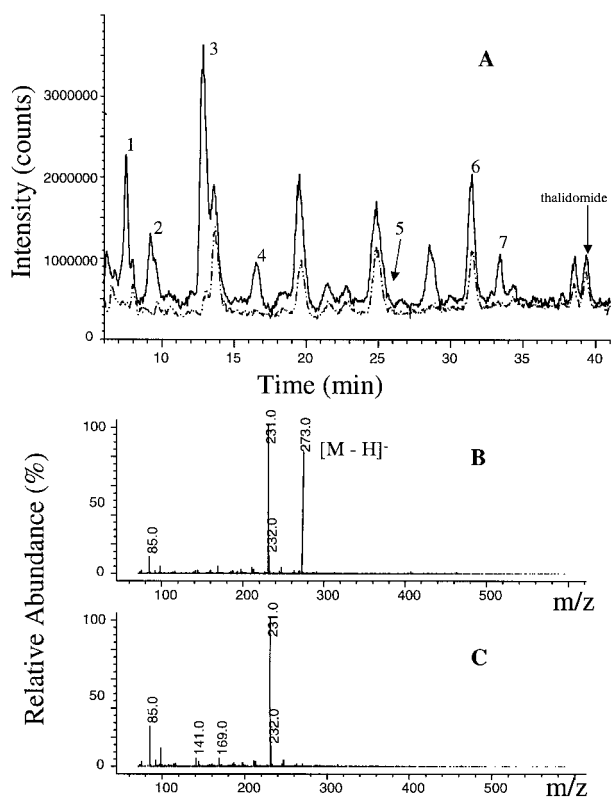 A
Intensity (counts)
3000000
2000000
1000000
0
1
2
3
4
5
6
7
thalidomide
10 15 20 25 30 35 40
Time (min)
Relative Abundance (%)
B
100
50
0
85.0
231.0
232.0
273.0
[M - H]-
100 200 300 400 500
m/z
C
100
50
0
85.0
141.0
169.0
231.0
232.0
100 200 300 400 500
m/z